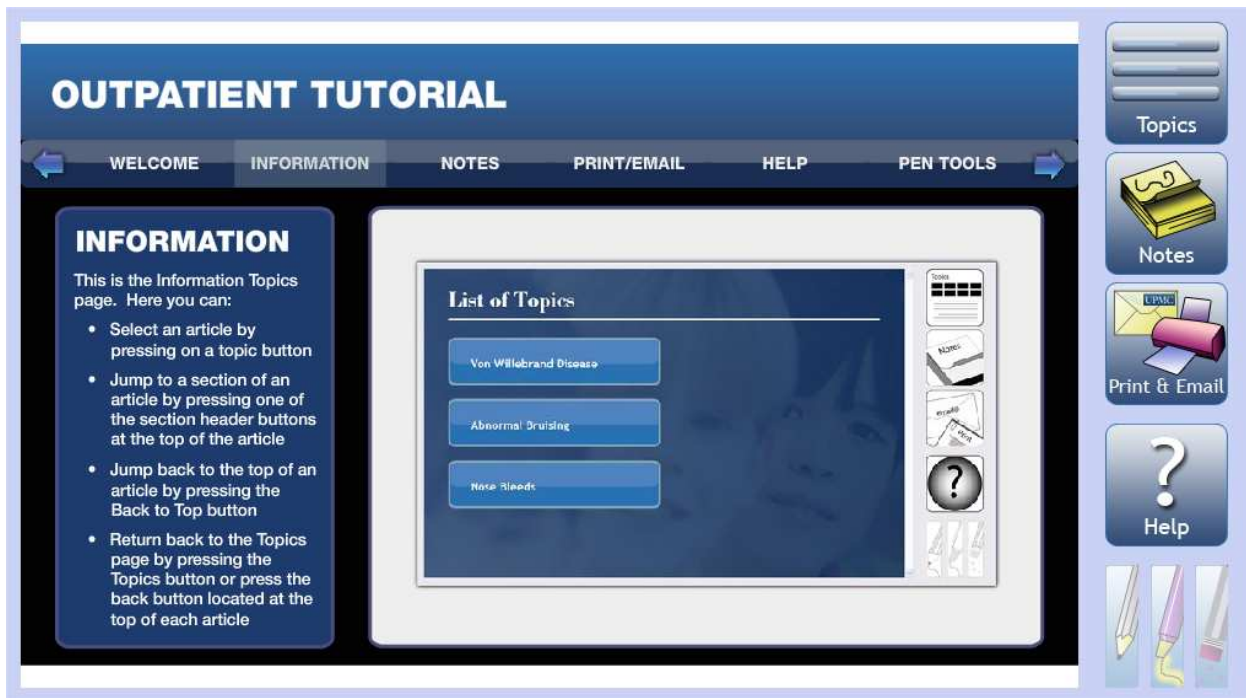 OUTPATIENT TUTORIAL
WELCOME INFORMATION NOTES PRINT/EMAIL HELP PEN TOOLS
INFORMATION
This is the Information Topics
page. Here you can:
• Select an article by
pressing on a topic button
• Jump to a section of an
article by pressing one of
the section header buttons
at the top of the article
• Jump back to the top of an
article by pressing the
Back to Top button
• Return back to the Topics
page by pressing the
Topics button or press the
back button located at the
top of each article
List of Topics
Von Willebrand Disease
Abnormal Bruising
Nose Bleeds
Topics
Notes
Print
?
Topics
Notes
UPMC
Print & Email
?
Help